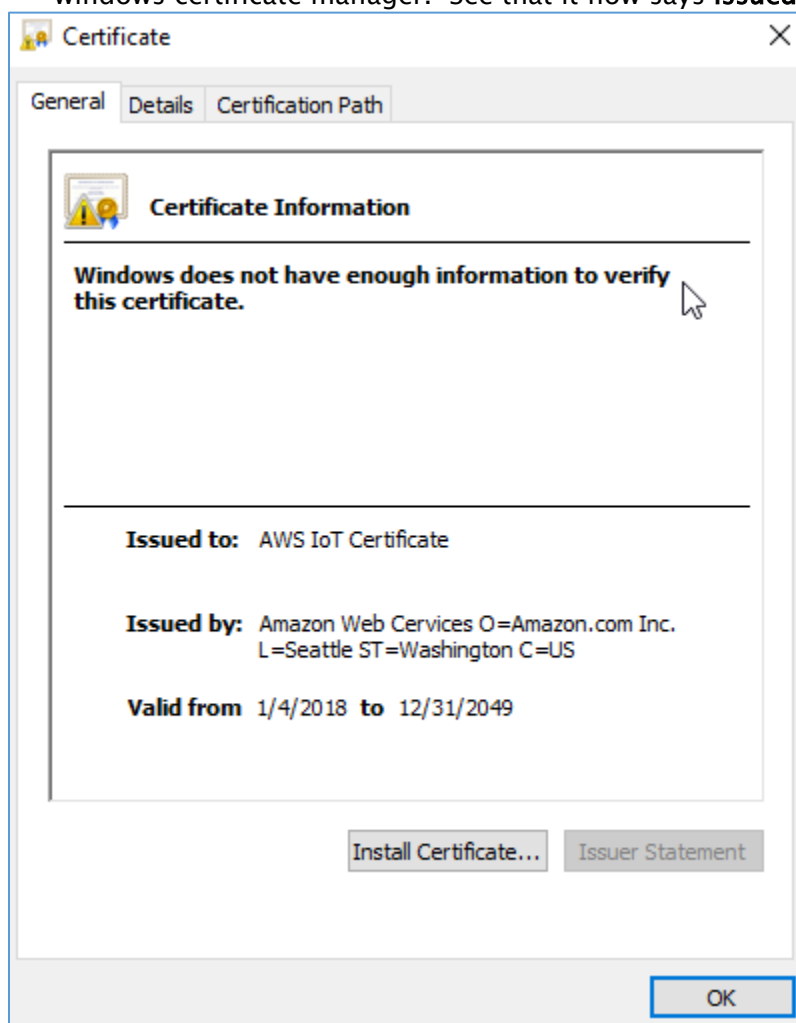 windows certificate manager. See that it now says issued
Certificate
General Details Certification Path
Certificate Information
Windows does not have enough information to verify
this certificate.
Issued to: AWS IoT Certificate
Issued by: Amazon Web Cervices O=Amazon.com Inc.
L=Seattle ST=Washington C=US
Valid from 1/4/2018 to 12/31/2049
Install Certificate... Issuer Statement
OK